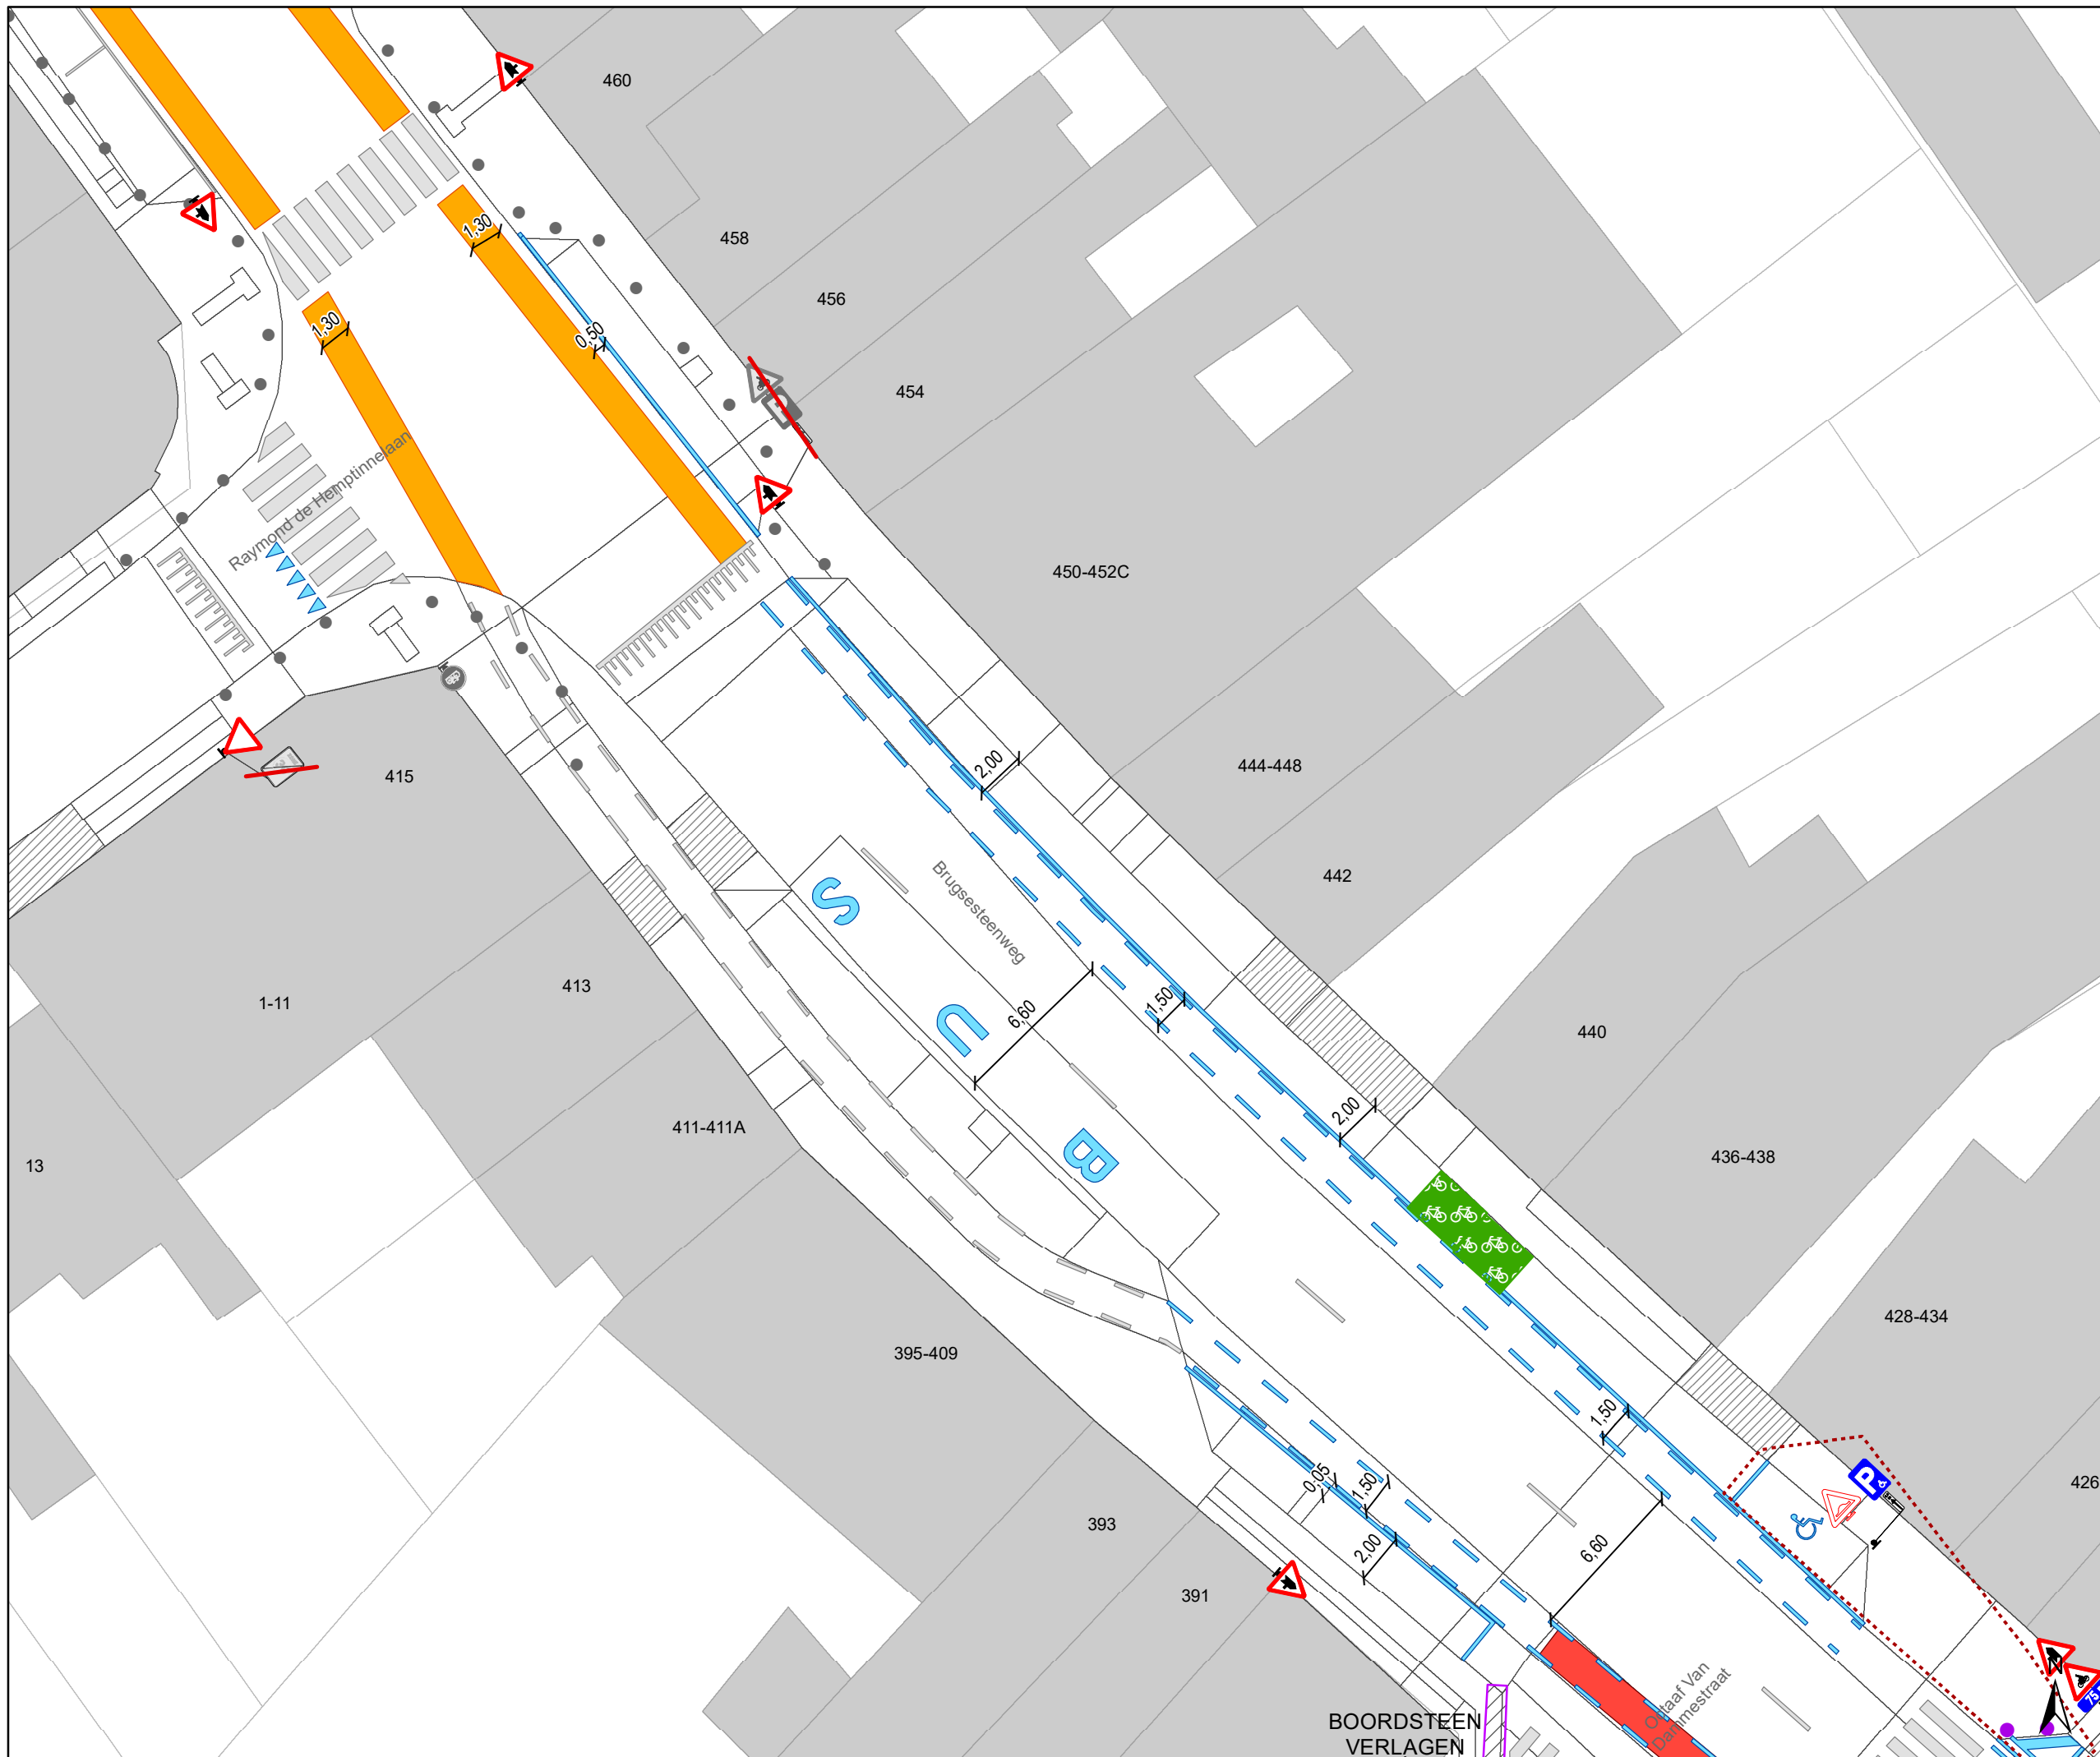 460
458
1,30
456
1,30
0,50
454
Raymond de Hemptinnelaan
450-452C
2,00
444-448
415
442
S
Brugsesteenweg
413
1-11
U
6,60
1,50
440
411-411A
2,00
B
436-438
13
428-434
395-409
1,50
426
0,05
1,50
P
393
2,00
6,60
391
Octaaf Van
Dammestraat
75
BOORDSTEEN
VERLAGEN